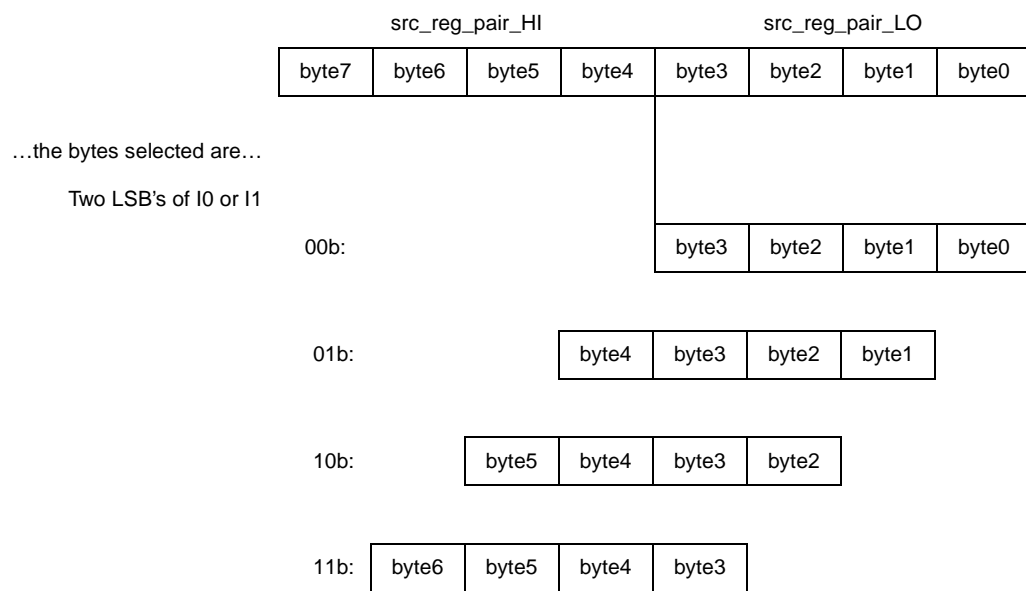 src_reg_pair_HI src_reg_pair_LO
byte7 byte6 byte5 byte4 byte3 byte2 byte1 byte0
…the bytes selected are…
Two LSB’s of I0 or I1
00b: byte3 byte2 byte1 byte0
01b: byte4 byte3 byte2 byte1
10b: byte5 byte4 byte3 byte2
11b: byte6 byte5 byte4 byte3